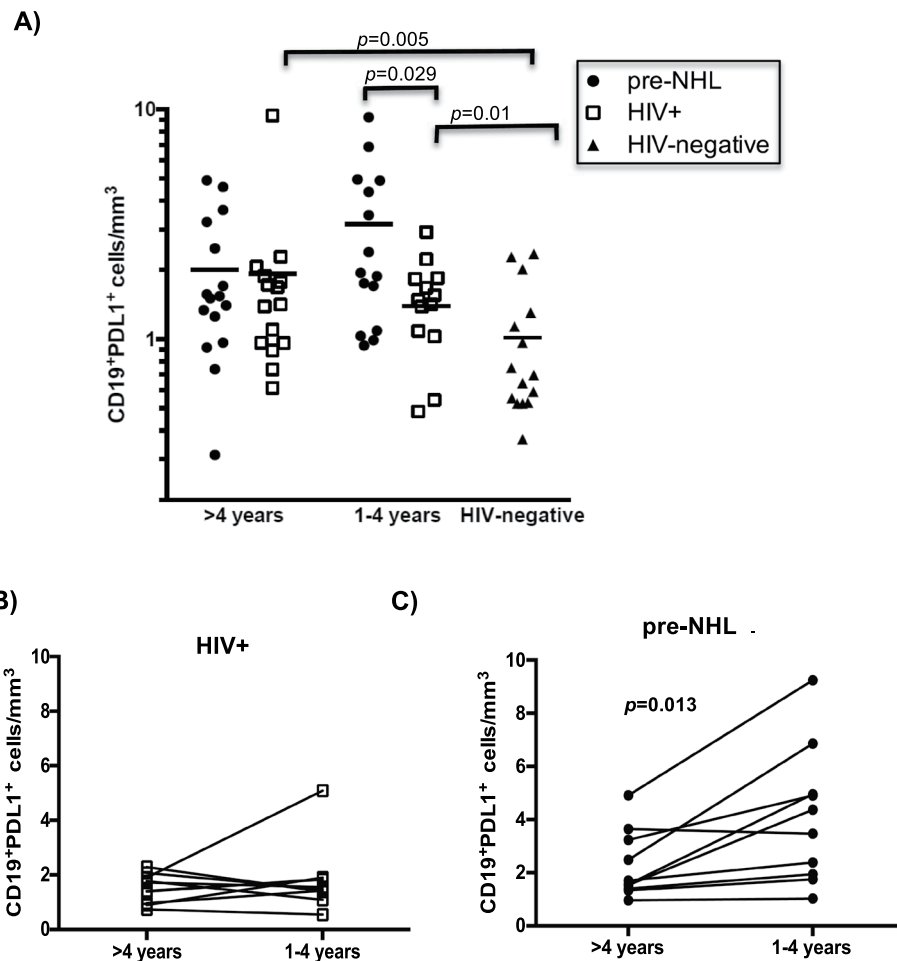 A)
p=0.005
p=0.029
p=0.01
pre-NHL
HIV+
HIV-negative
10
1
CD19+PDL1+ cells/mm3
>4 years 1-4 years HIV-negative
B)
HIV+
CD19+PDL1+ cells/mm3
10
8
6
4
2
0
>4 years 1-4 years
C)
pre-NHL -
p=0.013
CD19+PDL1+ cells/mm3
10
8
6
4
2
0
>4 years 1-4 years